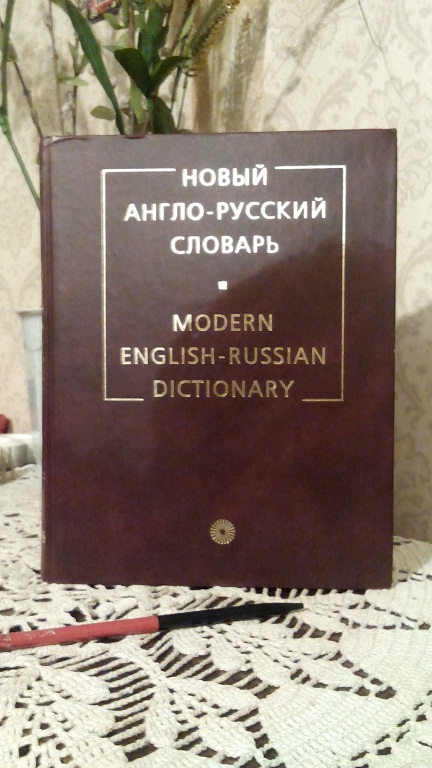 НОВЫЙ
АНГЛО-РУССКИЙ
СЛОВАРЬ
MODERN
ENGLISH-RUSSIAN
DICTIONARY